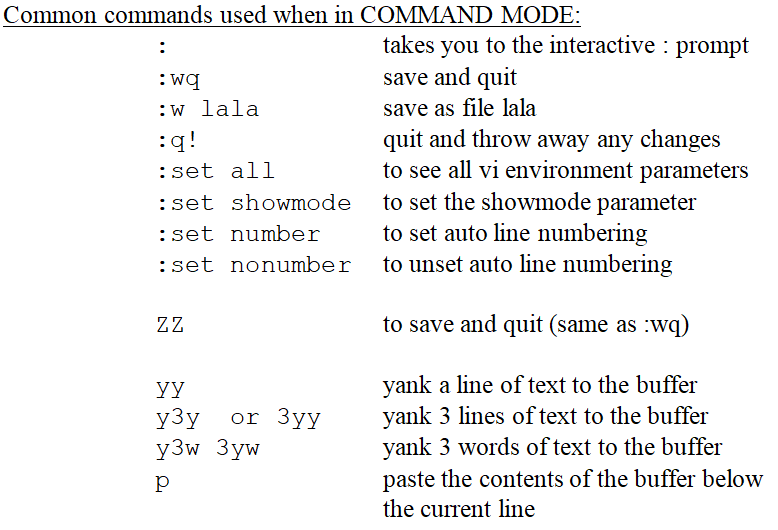 Common commands used when in COMMAND MODE:
: takes you to the interactive : prompt
:wq save and quit
:w lala save as file lala
:q! quit and throw away any changes
:set all to see all vi environment parameters
:set showmode to set the showmode parameter
:set number to set auto line numbering
:set nonumber to unset auto line numbering
ZZ to save and quit (same as :wq)
yy yank a line of text to the buffer
y3y or 3yy yank 3 lines of text to the buffer
y3w 3yw yank 3 words of text to the buffer
p paste the contents of the buffer below
the current line